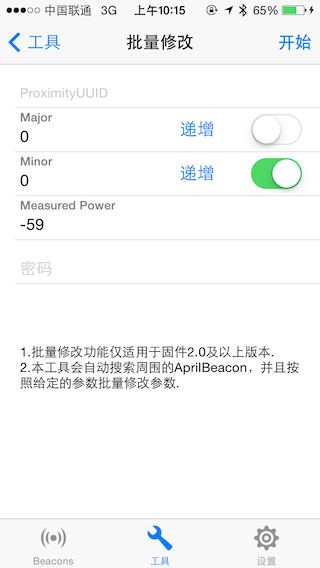 中国联通 3G 上午10:15 65%
工具 批量修改 开始
ProximityUUID
Major
0 递增
Minor
0 递增
Measured Power
-59
密码
1.批量修改功能仅适用于固件2.0及以上版本.
2.本工具会自动搜索周围的AprilBeacon，并且按
照给定的参数批量修改参数.
Beacons 工具 设置